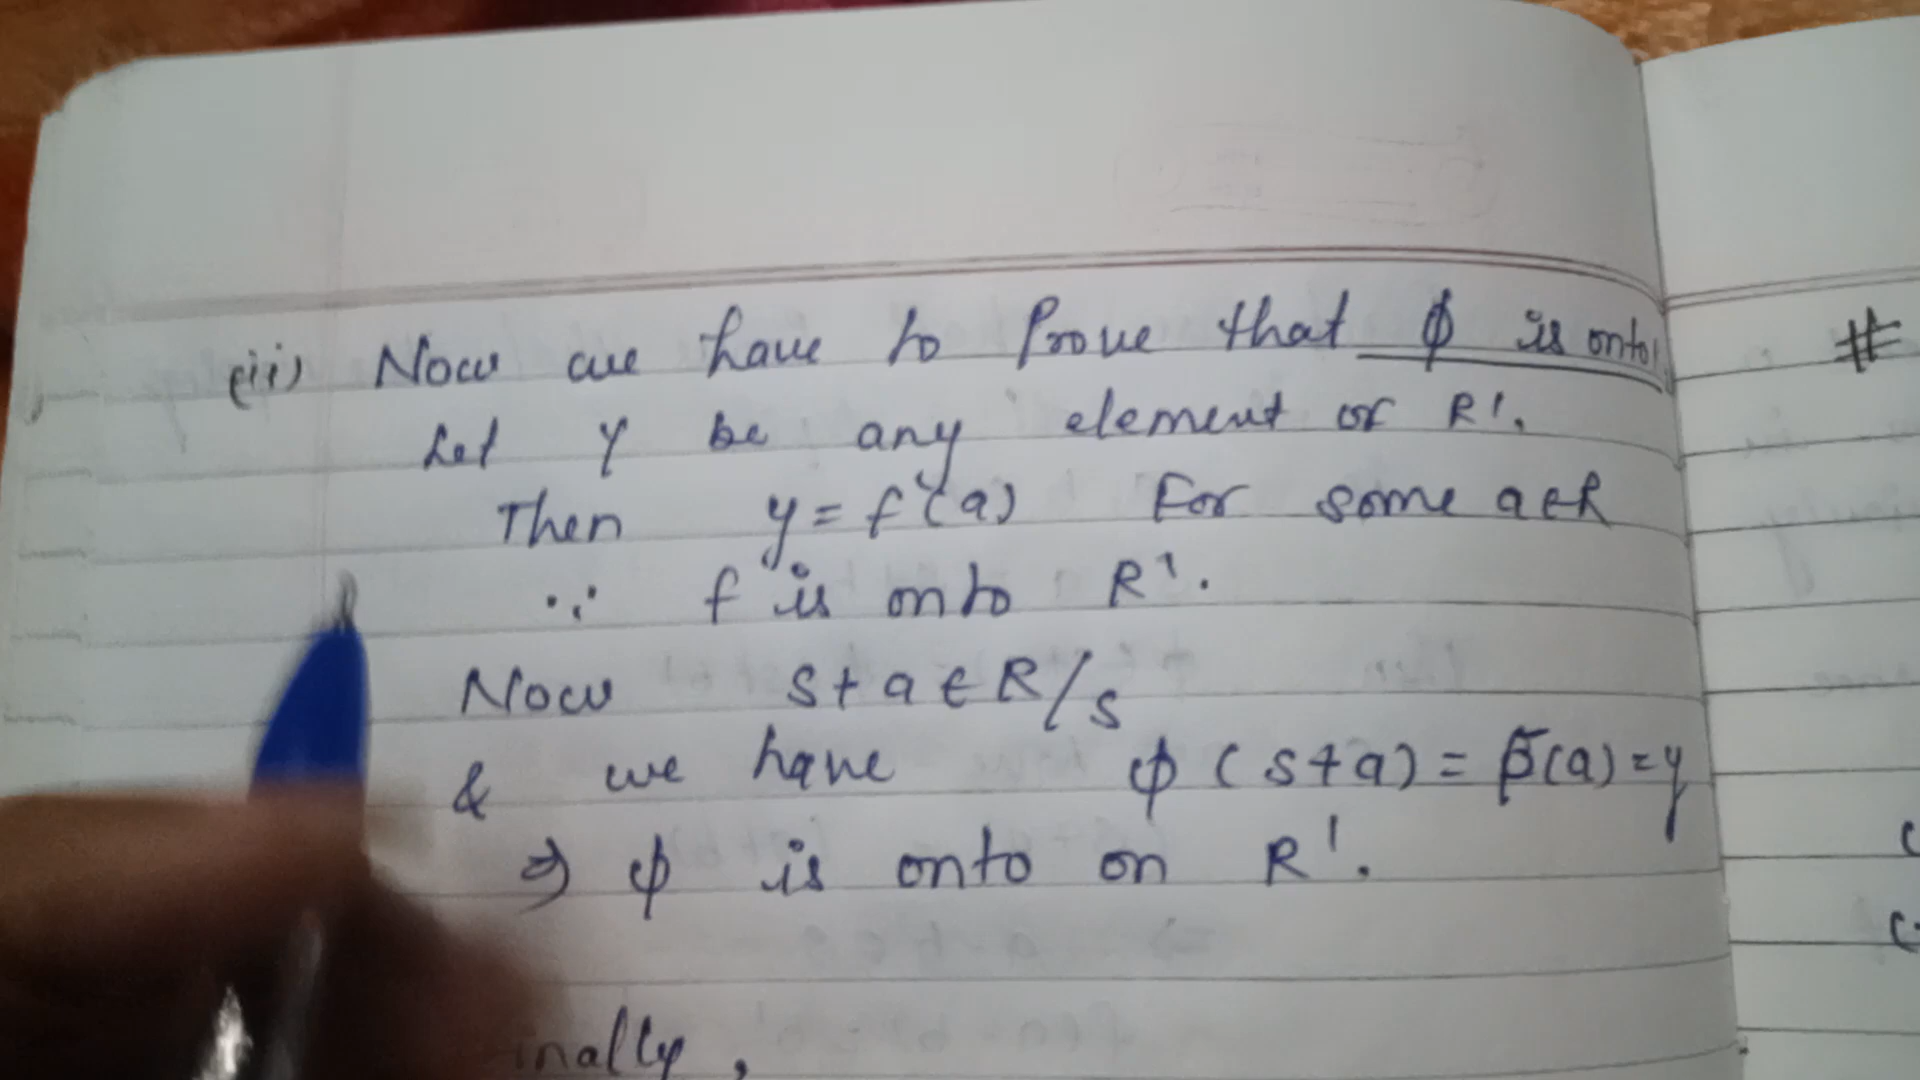 (ii) Now we have to Prove that ϕ is onto
Let y be any element of R'.
Then y = f(a) For some a ∈ R
∵ f is onto R'.
Now s+a ∈ R/s
& we have ϕ(s+a) = f(a) = y
⇒ ϕ is onto on R'.
inally,
#